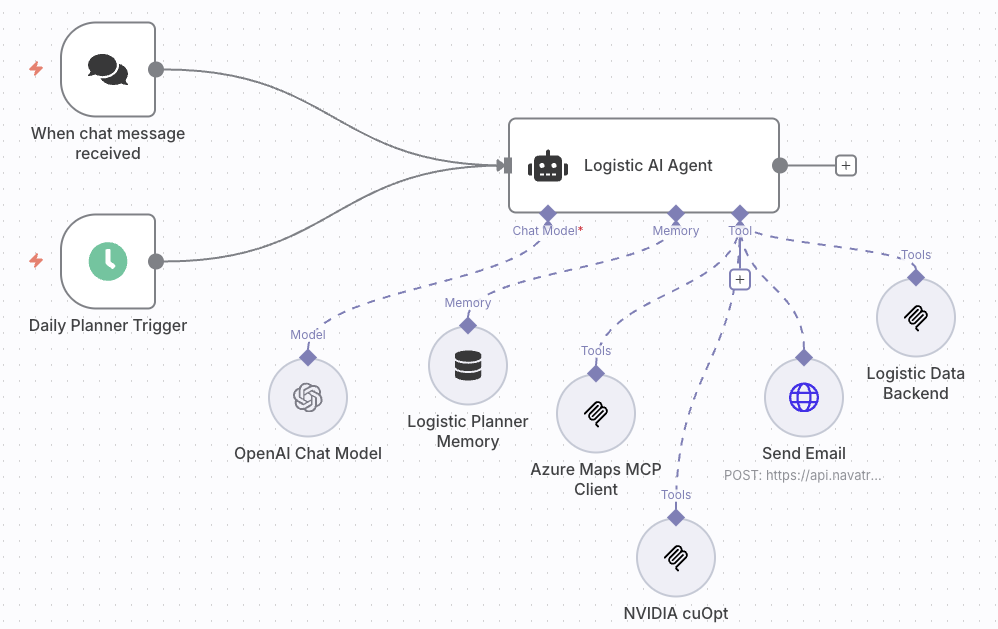 When chat message
received
Logistic AI Agent
Chat Model*
Memory
Tool
Daily Planner Trigger
Model
OpenAI Chat Model
Memory
Logistic Planner
Memory
Tools
Azure Maps MCP
Client
Tools
NVIDIA cuOpt
Send Email
POST: https://api.navatr...
Tools
Logistic Data
Backend